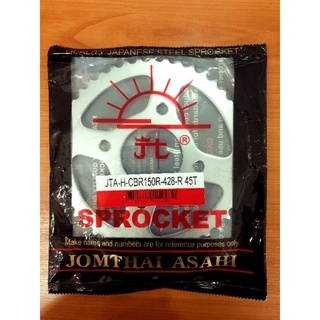 QUALITY JAPANESE STEEL SPROCKET
jt ®
JTA-H-CBR150R-428-R 45T
SPROCKET
Make name and numbers are for reference purposes only
JOMTHAI ASAHI